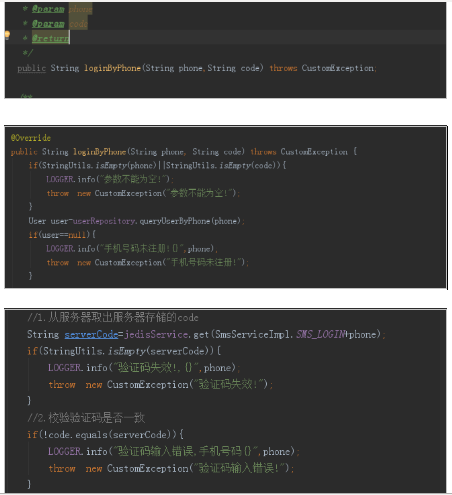 * @param phone
* @param code
* @return
*/
public String loginByPhone(String phone,String code) throws CustomException;
/**
@Override
public String loginByPhone(String phone, String code) throws CustomException {
if(StringUtils.isEmpty(phone)||StringUtils.isEmpty(code)){
LOGGER.info("参数不能为空!");
throw new CustomException("参数不能为空!");
}
User user=userRepository.queryUserByPhone(phone);
if(user==null){
LOGGER.info("手机号码未注册!{}",phone);
throw new CustomException("手机号码未注册!");
}
//1.从服务器取出服务器存储的code
String serverCode=jedisService.get(SmsServiceImpl.SMS_LOGIN+phone);
if(StringUtils.isEmpty(serverCode)){
LOGGER.info("验证码失效!,{}",phone);
throw new CustomException("验证码失效!");
}
//2.校验验证码是否一致
if(!code.equals(serverCode)){
LOGGER.info("验证码输入错误,手机号码{}",phone);
throw new CustomException("验证码输入错误!");
}